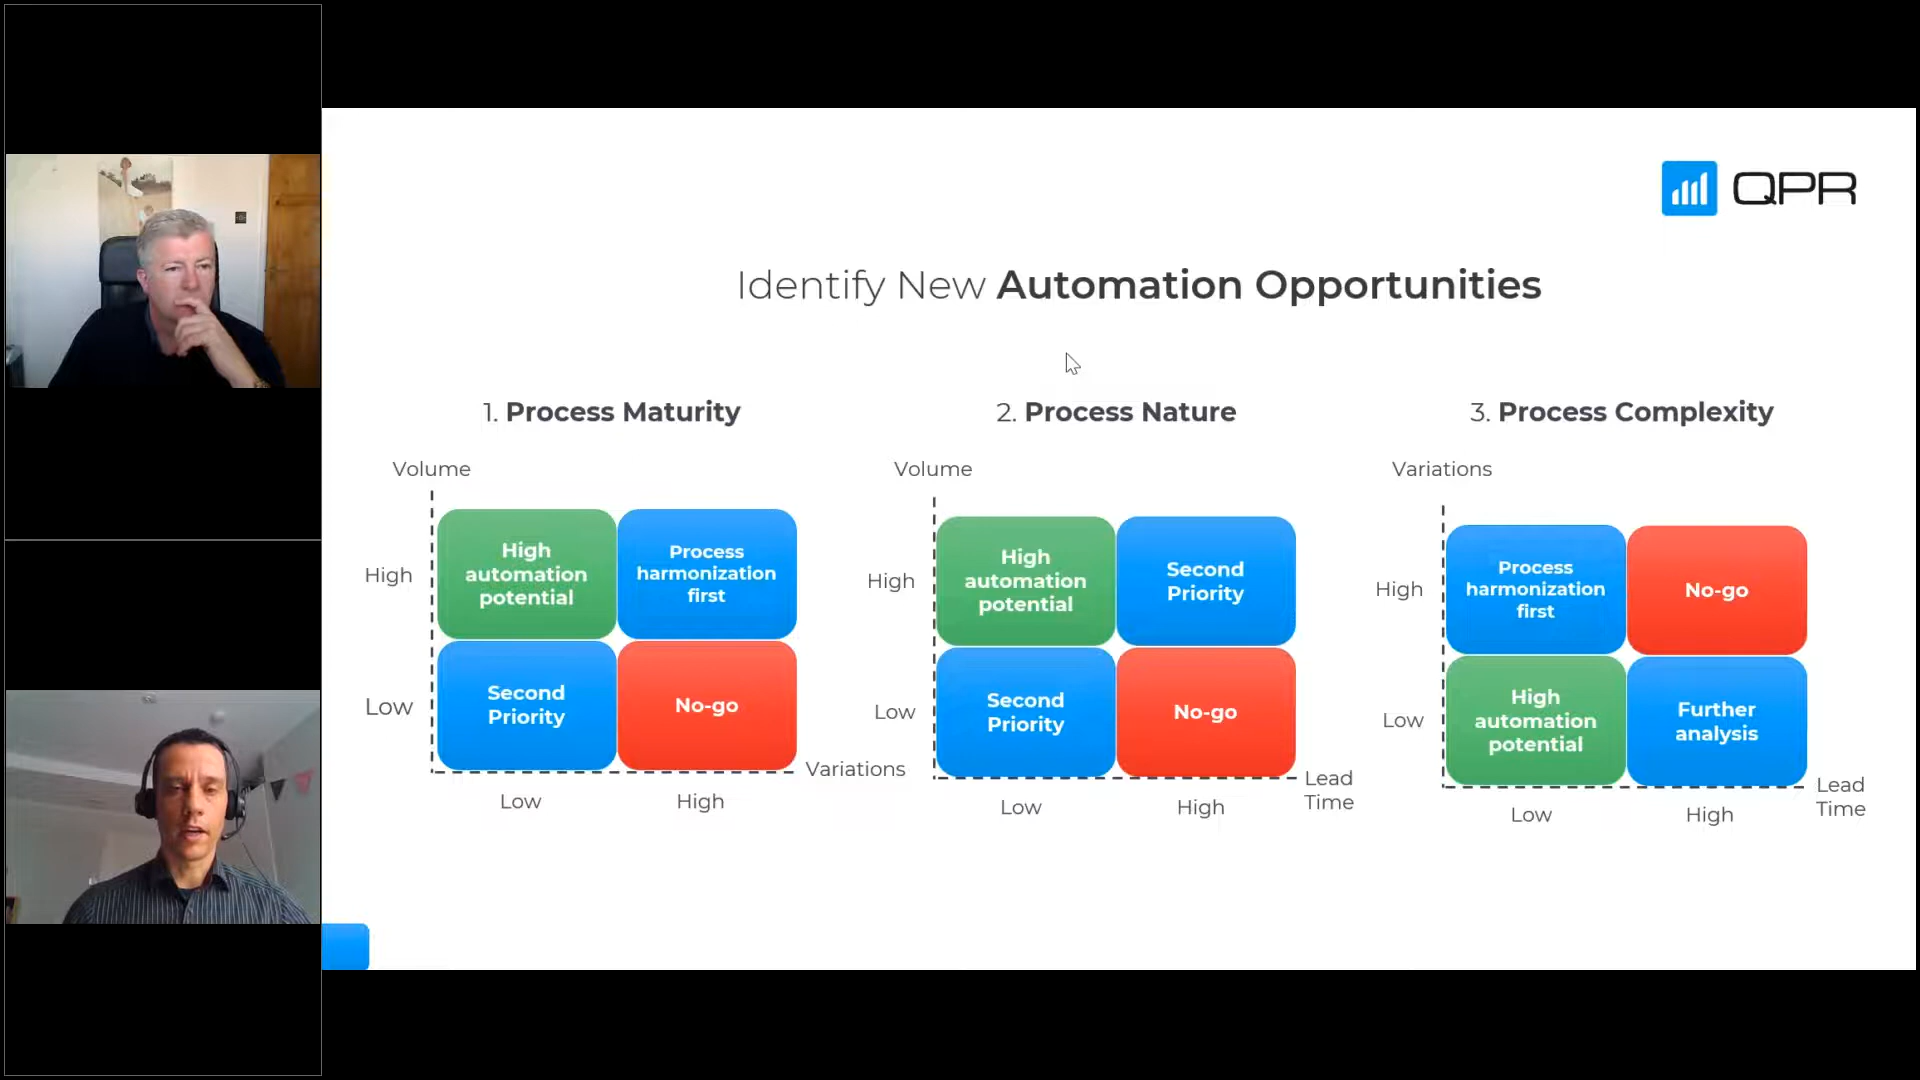 QPR
Identify New Automation Opportunities
1. Process Maturity
Volume
High
Low
High
automation
potential
Process
harmonization
first
Second
Priority
No-go
Variations
Low
High
2. Process Nature
Volume
High
Low
High
automation
potential
Second
Priority
Second
Priority
No-go
Lead
Time
Low
High
3. Process Complexity
Variations
High
Low
Process
harmonization
first
No-go
High
automation
potential
Further
analysis
Lead
Time
Low
High